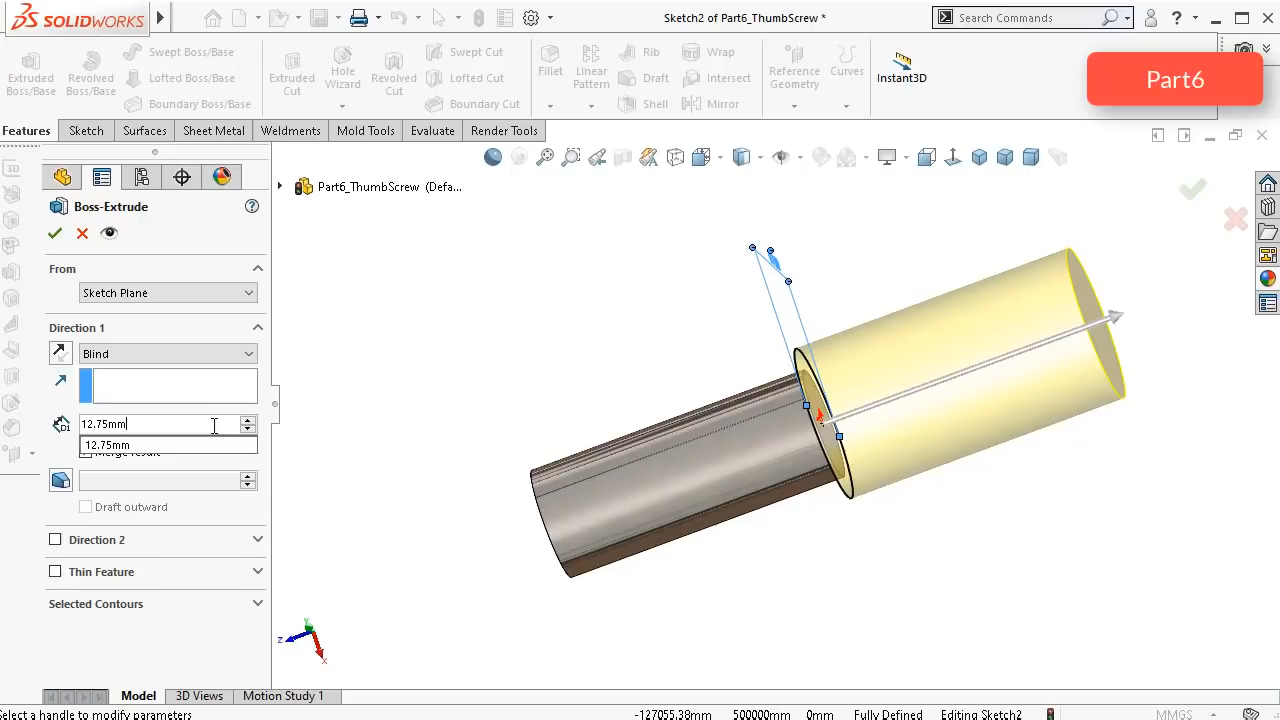 SOLIDWORKS
Sketch2 of Part6_ThumbScrew *
Search Commands
Extruded Boss/Base
Revolved Boss/Base
Swept Boss/Base
Lofted Boss/Base
Boundary Boss/Base
Extruded Cut
Hole Wizard
Revolved Cut
Swept Cut
Lofted Cut
Boundary Cut
Fillet
Linear Pattern
Rib
Draft
Shell
Wrap
Intersect
Mirror
Reference Geometry
Curves
Instant3D
Part6
Features
Sketch
Surfaces
Sheet Metal
Weldments
Mold Tools
Evaluate
Render Tools
Part6_ThumbScrew (Defa...
Boss-Extrude
From
Sketch Plane
Direction 1
Blind
12.75mm
12.75mm
Merge result
Draft outward
Direction 2
Thin Feature
Selected Contours
Y
Z
X
Model
3D Views
Motion Study 1
Select a handle to modify parameters
-127055.38mm
500000mm
0mm
Fully Defined
Editing Sketch2
MMGS